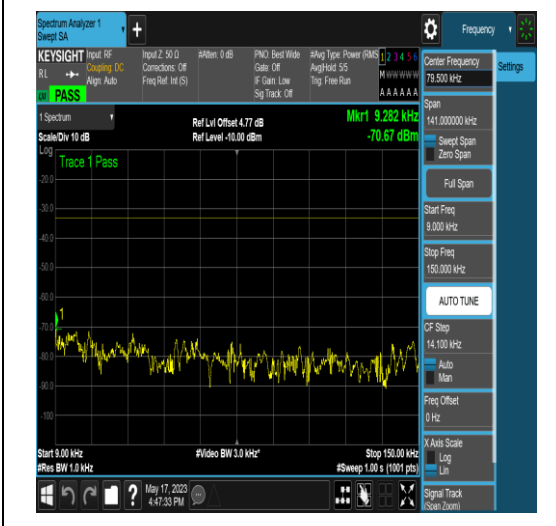 Spectrum Analyzer 1
Swept SA
Frequency
KEYSIGHT
Input: RF
Input Z: 50 Ω
#Atten: 0 dB
PNO: Best Wide
#Avg Type: Power (RMS
1 2 3 4 5 6
RL
Coupling: DC
Corrections: Off
Gate: Off
Avg|Hold: 5/5
M W W W W W
Align: Auto
Freq Ref: Int (S)
IF Gain: Low
Trig: Free Run
Sig Track: Off
A A A A A A
PASS
Center Frequency
79.500 kHz
Settings
Span
141.000000 kHz
Swept Span
Zero Span
Full Span
Start Freq
9.000 kHz
Stop Freq
150.000 kHz
AUTO TUNE
CF Step
14.100 kHz
Auto
Man
Freq Offset
0 Hz
X Axis Scale
Log
Lin
Signal Track
(Span Zoom)
1 Spectrum
Ref Lvl Offset 4.77 dB
Mkr1 9.282 kHz
Scale/Div 10 dB
Ref Level -10.00 dBm
-70.67 dBm
Log
Trace 1 Pass
-20.0
-30.0
-40.0
-50.0
-60.0
1
-70.0
-80.0
-90.0
-100
Start 9.00 kHz
#Video BW 3.0 kHz*
Stop 150.00 kHz
#Res BW 1.0 kHz
#Sweep 1.00 s (1001 pts)
?
May 17, 2023
4:47:33 PM